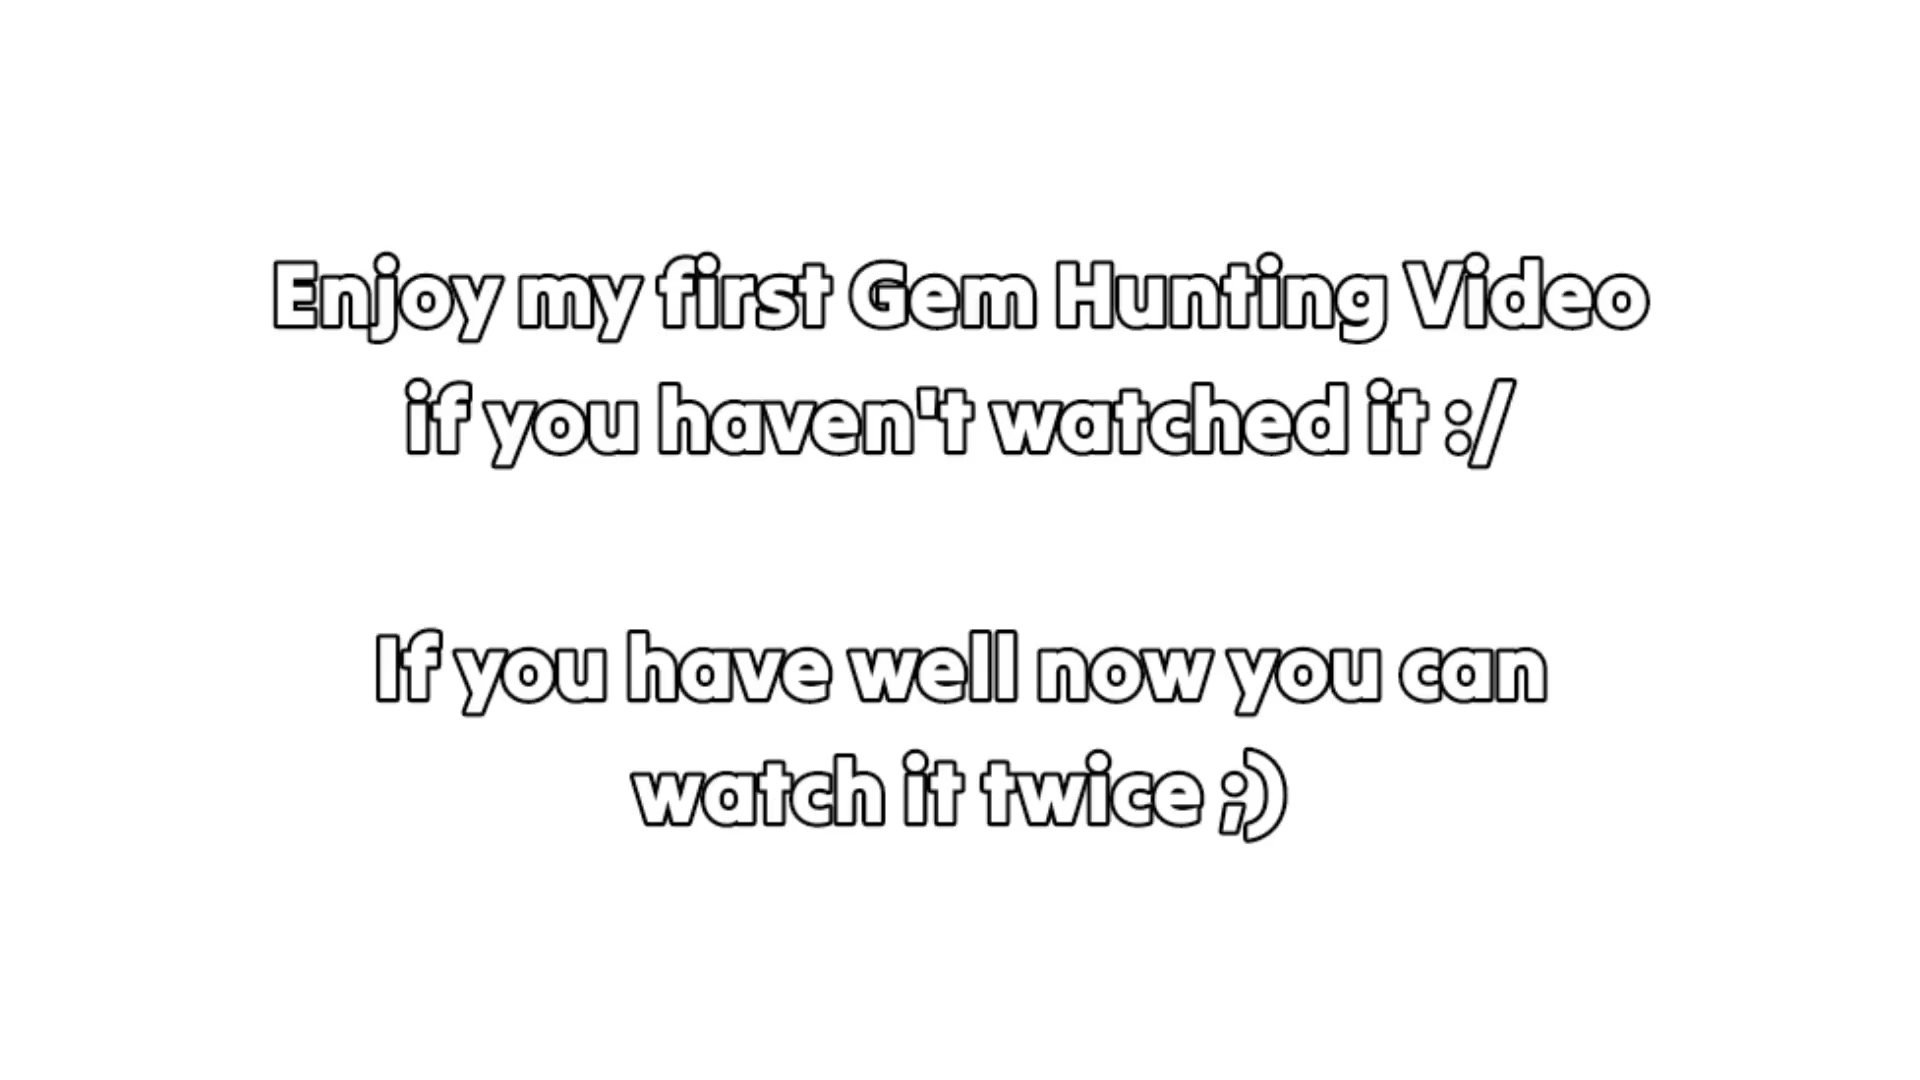 Enjoy my first Gem Hunting Video
if you haven't watched it :/
If you have well now you can
watch it twice ;)